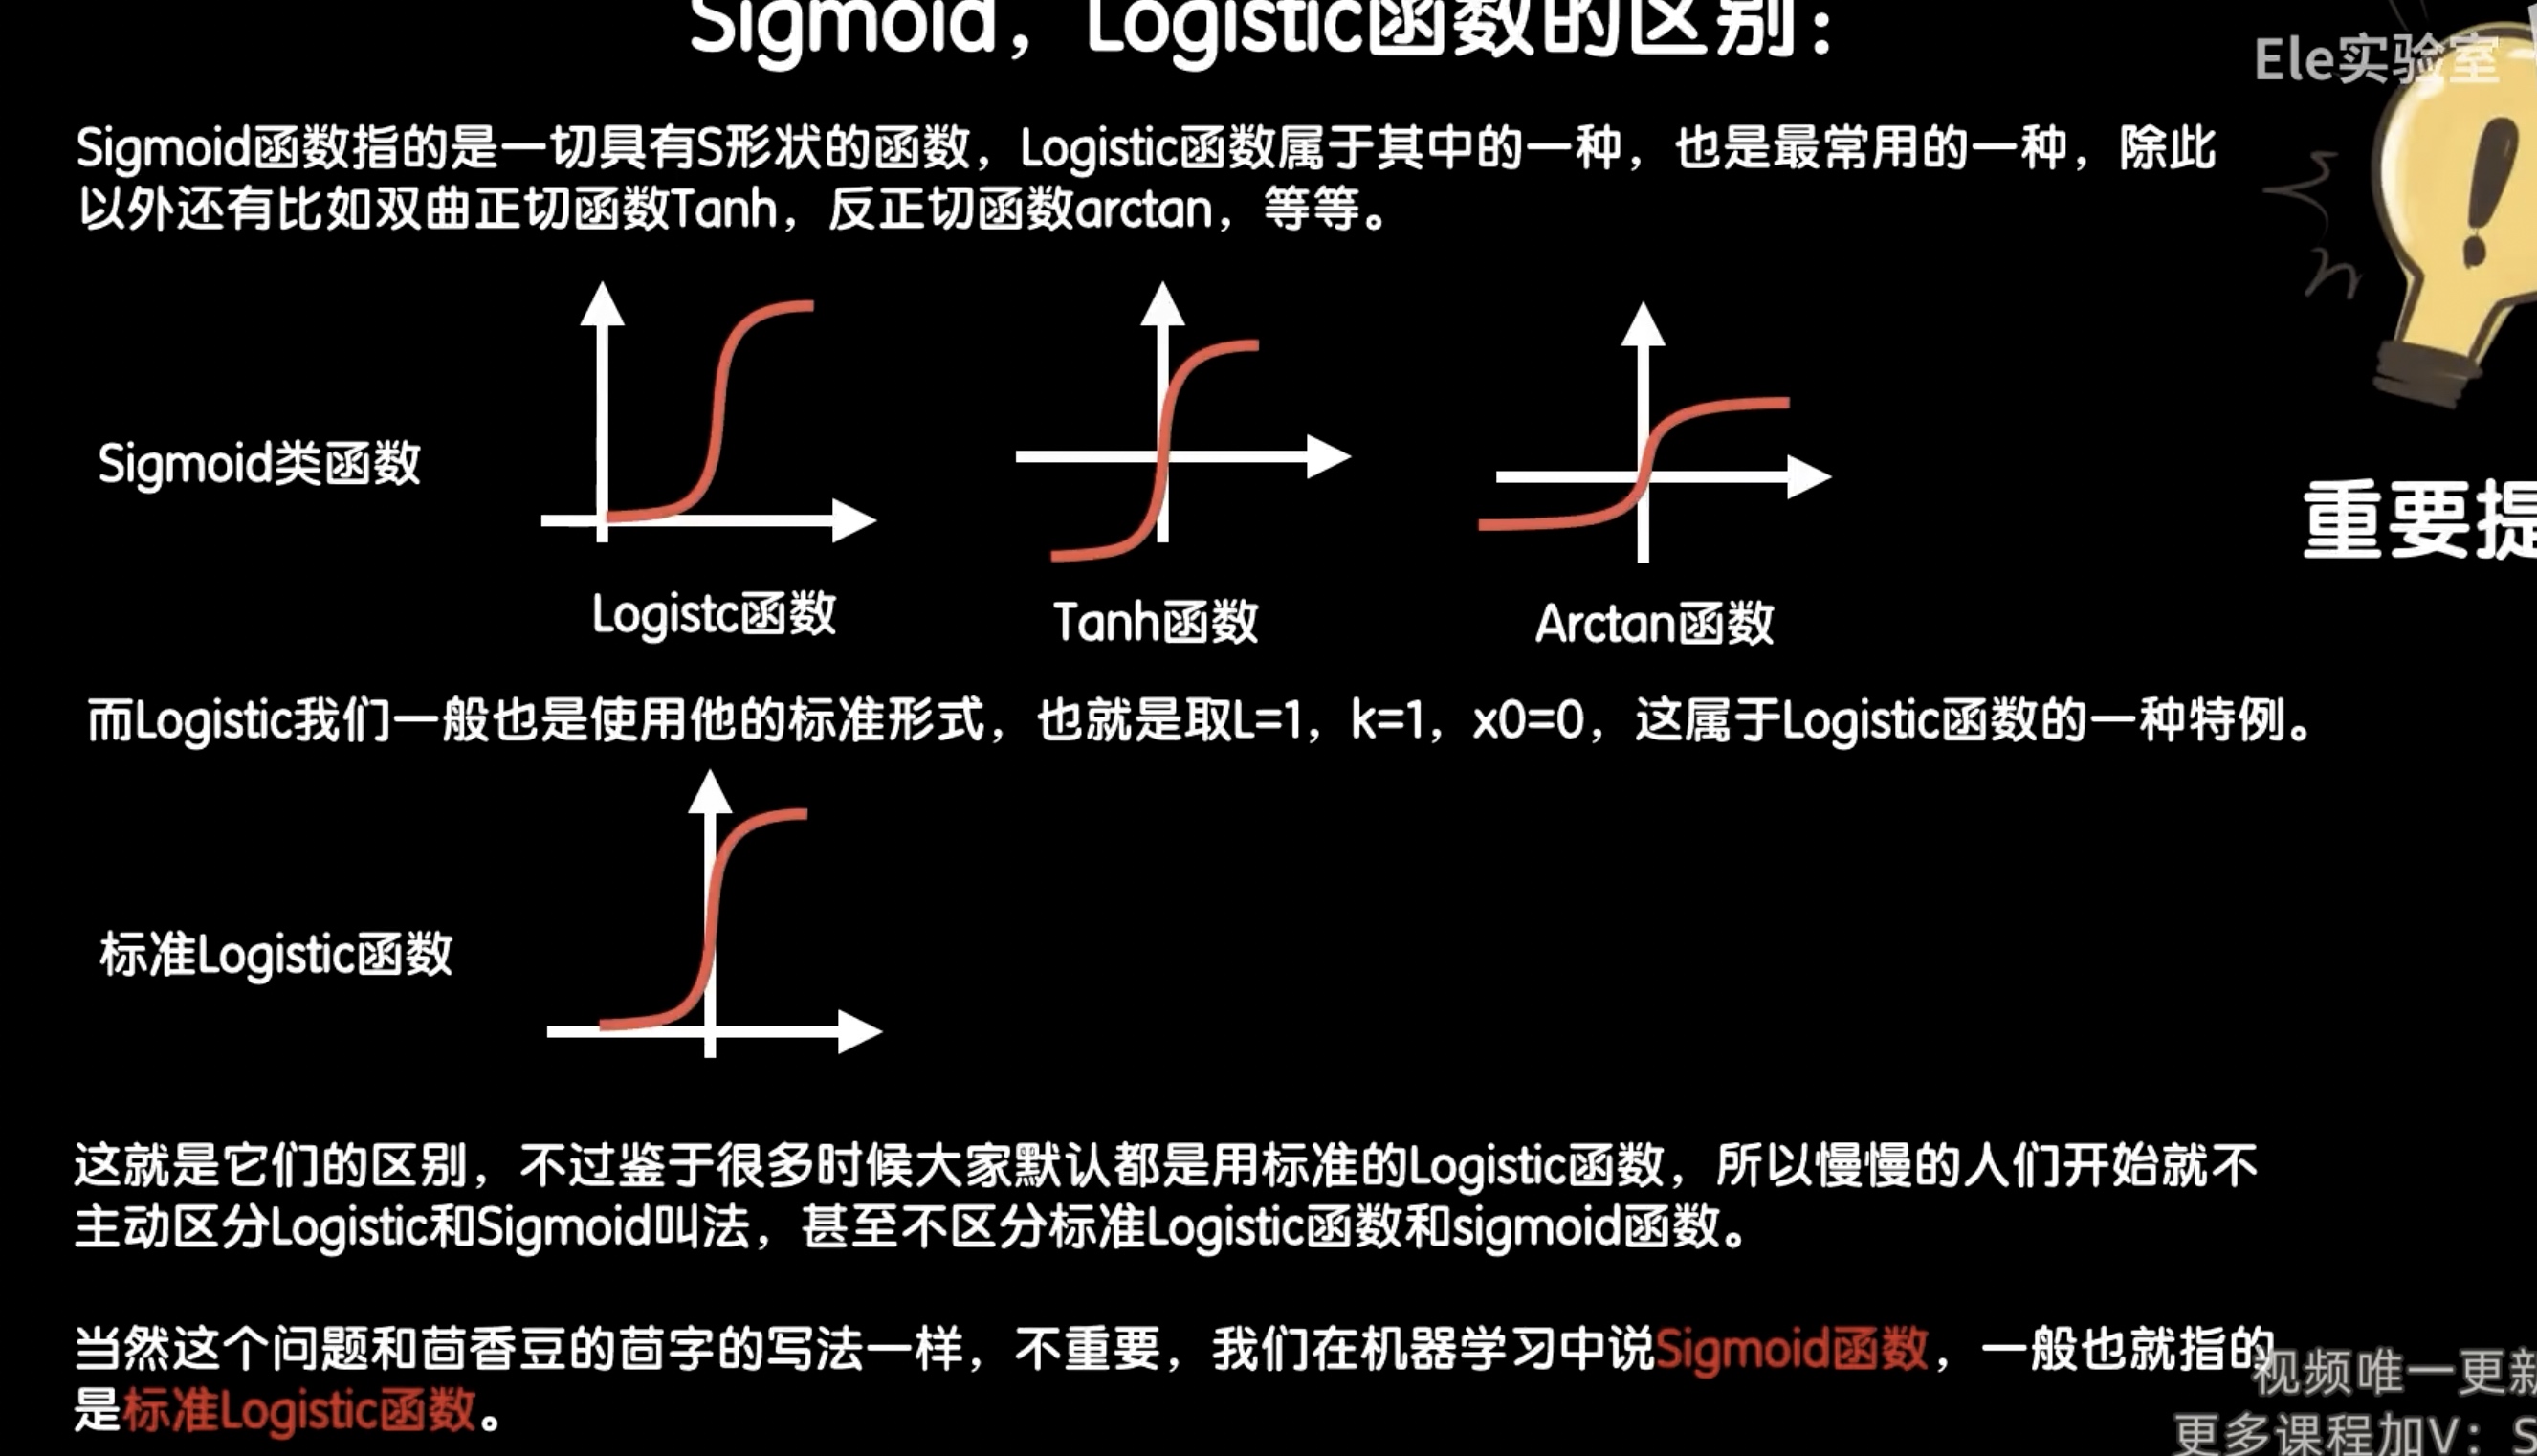 Sigmoid，Logistic函数的区别：
Ele实验室
Sigmoid函数指的是一切具有S形状的函数，Logistic函数属于其中的一种，也是最常用的一种，除此
以外还有比如双曲正切函数Tanh，反正切函数arctan，等等。
Sigmoid类函数
Logistc函数
Tanh函数
Arctan函数
重要提
而Logistic我们一般也是使用他的标准形式，也就是取L=1，k=1，x0=0，这属于Logistic函数的一种特例。
标准Logistic函数
这就是它们的区别，不过鉴于很多时候大家默认都是用标准的Logistic函数，所以慢慢的人们开始就不
主动区分Logistic和Sigmoid叫法，甚至不区分标准Logistic函数和sigmoid函数。
当然这个问题和茴香豆的茴字的写法一样，不重要，我们在机器学习中说Sigmoid函数，一般也就指的
是标准Logistic函数。
视频唯一更新
更多课程加V：S